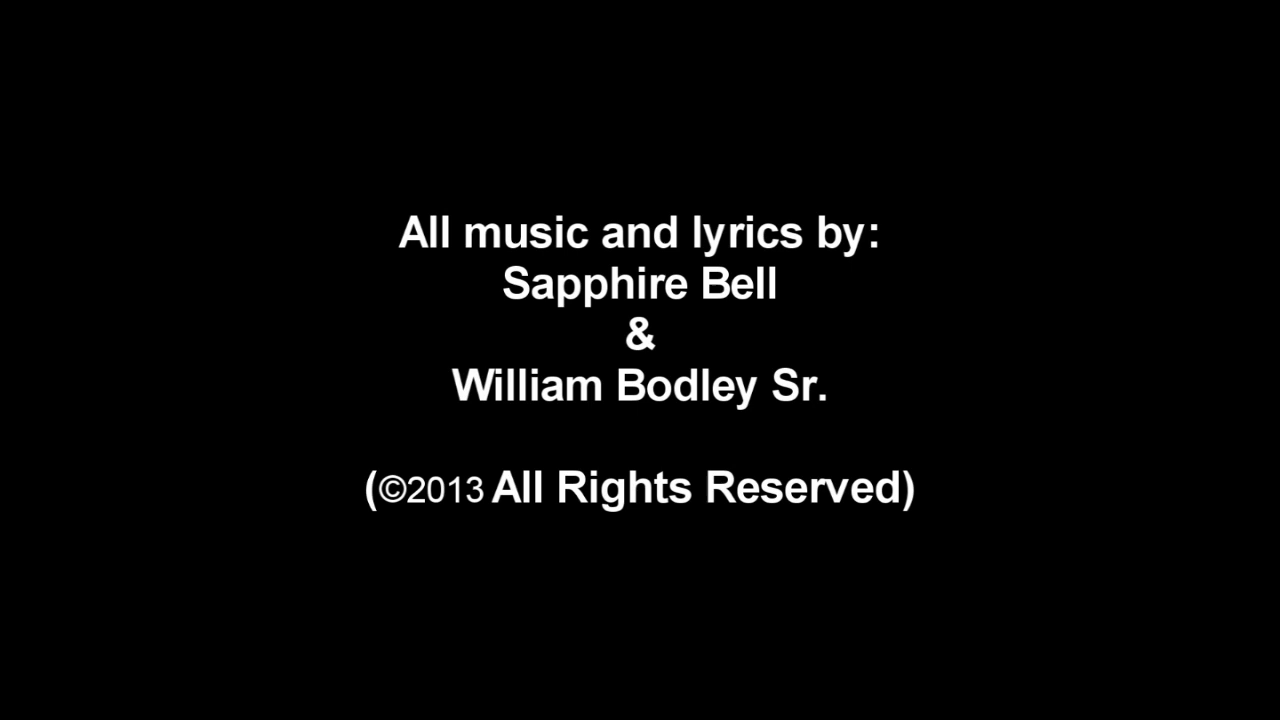 All music and lyrics by:
Sapphire Bell
&
William Bodley Sr.
(©2013 All Rights Reserved)